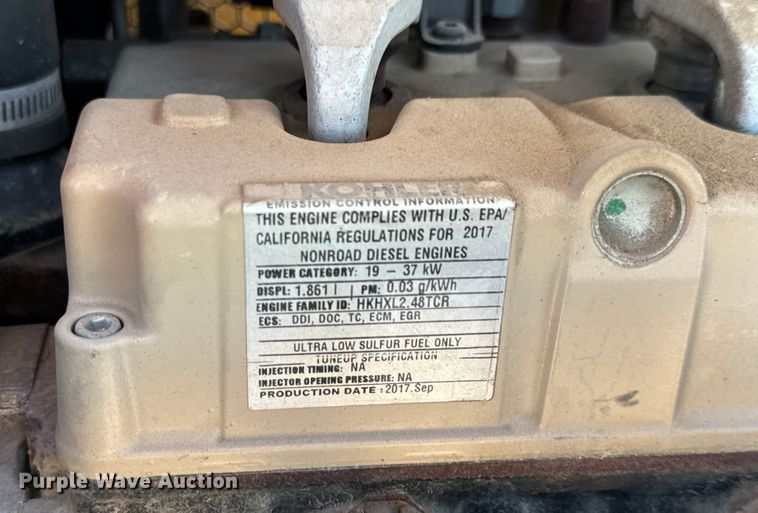 KOHLER
EMISSION CONTROL INFORMATION
THIS ENGINE COMPLIES WITH U.S. EPA/
CALIFORNIA REGULATIONS FOR 2017
NONROAD DIESEL ENGINES
POWER CATEGORY: 19 - 37 kW
DISPL: 1.861 l | PM: 0.03 g/kWh
ENGINE FAMILY ID: HKHXL2.48TCR
ECS: DDI, DOC, TC, ECM, EGR
ULTRA LOW SULFUR FUEL ONLY
TUNEUP SPECIFICATION
INJECTION TIMING: NA
INJECTOR OPENING PRESSURE: NA
PRODUCTION DATE : 2017.Sep
Purple Wave Auction